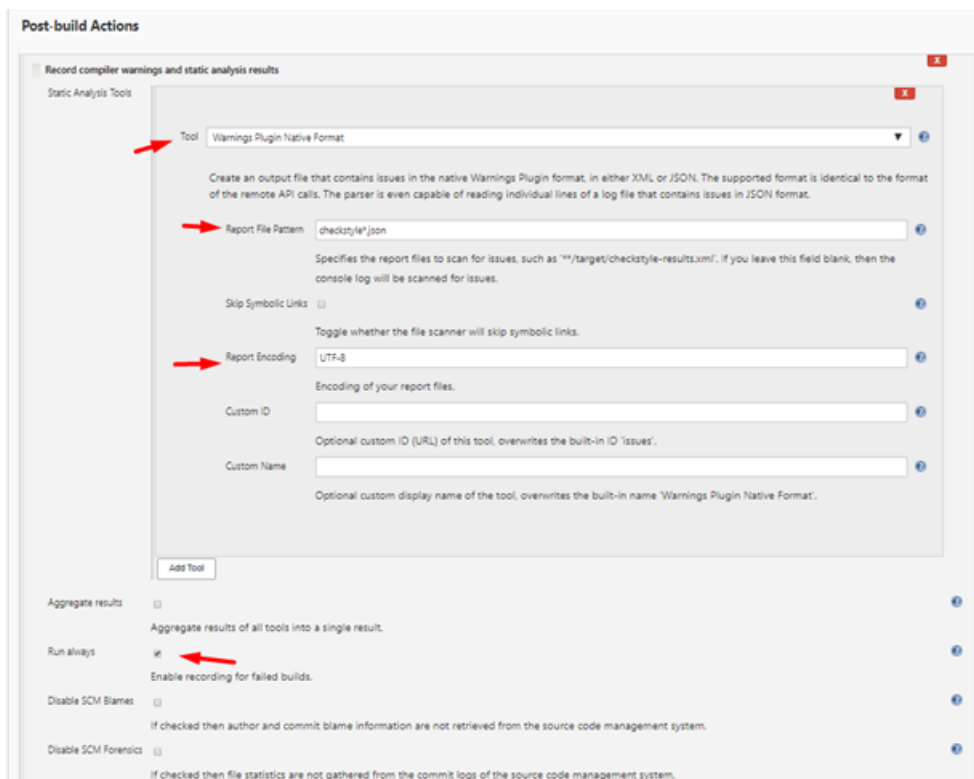 Post-build Actions
X
Record compiler warnings and static analysis results
Static Analysis Tools
X
Tool
Warnings Plugin Native Format
Create an output file that contains issues in the native Warnings Plugin format, in either XML or JSON. The supported format is identical to the format
of the remote API calls. The parser is even capable of reading individual lines of a log file that contains issues in JSON format.
Report File Pattern
checkstyle*.json
Specifies the report files to scan for issues, such as '**/target/checkstyle-results.xml'. If you leave this field blank, then the
console log will be scanned for issues.
Skip Symbolic Links
Toggle whether the file scanner will skip symbolic links.
Report Encoding
UTF-8
Encoding of your report files.
Custom ID
Optional custom ID (URL) of this tool, overwrites the built-in ID 'issues'.
Custom Name
Optional custom display name of the tool, overwrites the built-in name 'Warnings Plugin Native Format'.
Add Tool
Aggregate results
Aggregate results of all tools into a single result.
Run always
Enable recording for failed builds.
Disable SCM Blames
If checked then author and commit blame information are not retrieved from the source code management system.
Disable SCM Forensics
If checked then file statistics are not gathered from the commit logs of the source code management system.